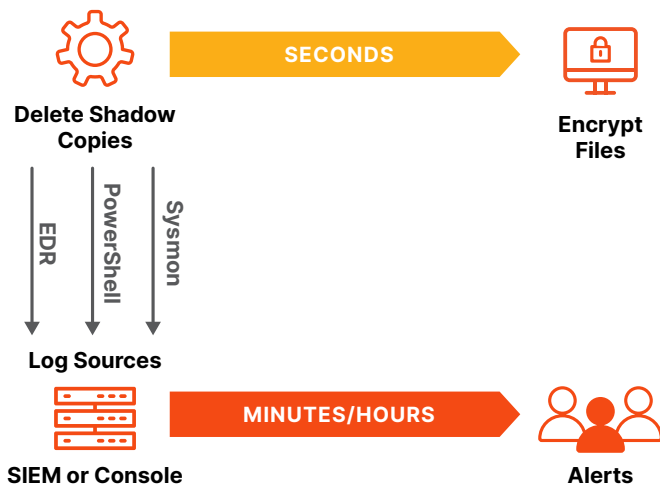 SECONDS
Delete Shadow
Copies
Encrypt
Files
EDR
PowerShell
Sysmon
Log Sources
MINUTES/HOURS
SIEM or Console
Alerts